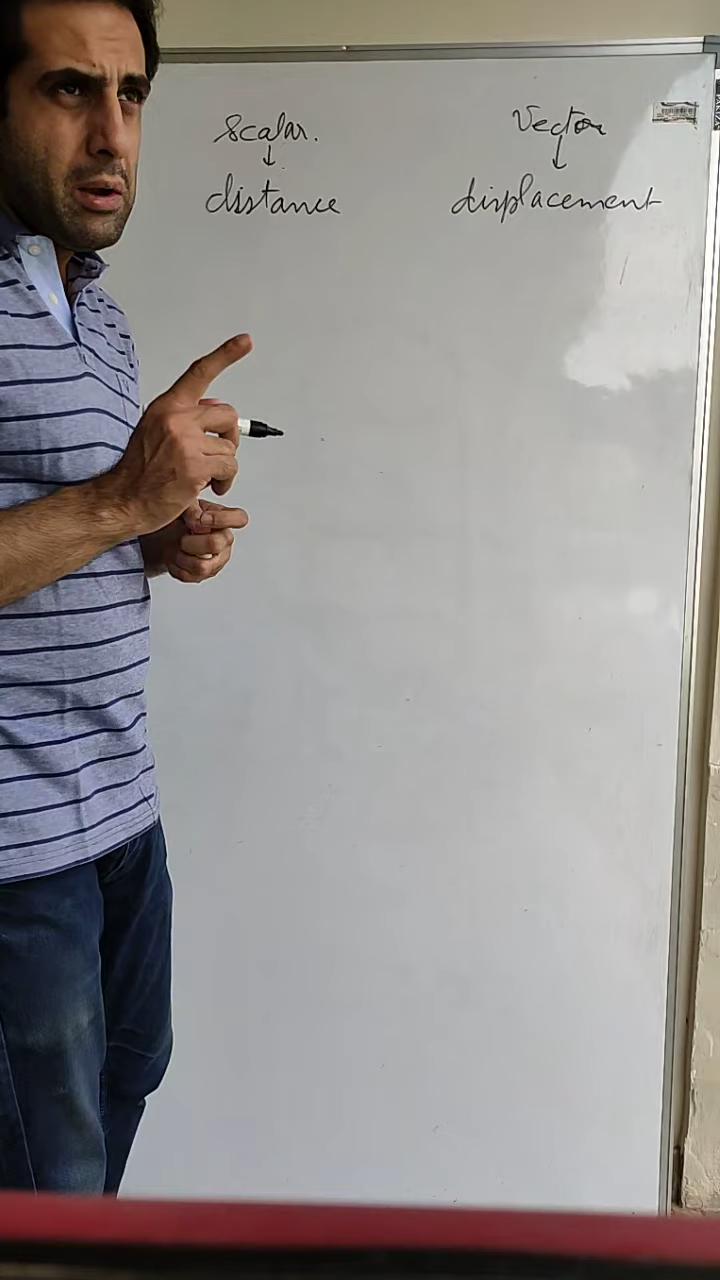 Scalar. Vector
↓ ↓
distance displacement